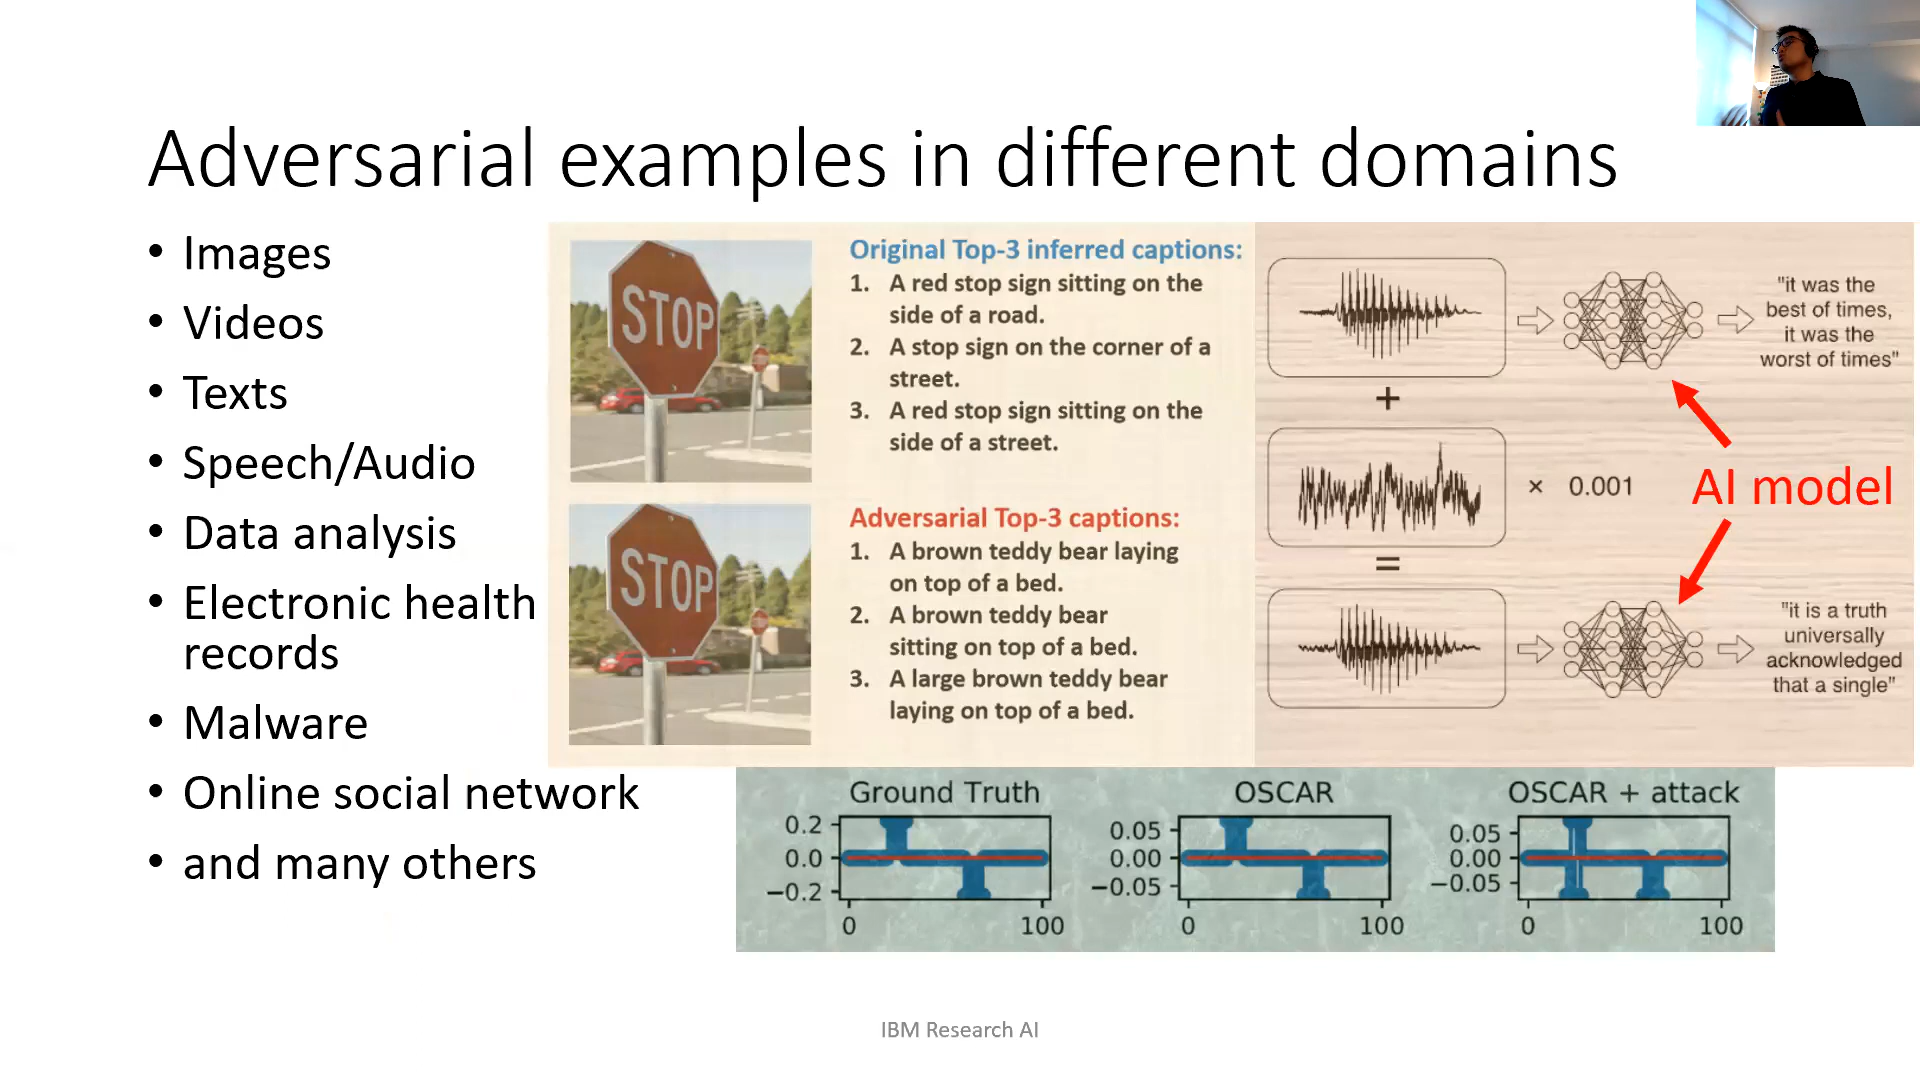 Adversarial examples in different domains
• Images
• Videos
• Texts
• Speech/Audio
• Data analysis
• Electronic health
records
• Malware
• Online social network
• and many others
STOP
Original Top-3 inferred captions:
1. A red stop sign sitting on the
side of a road.
2. A stop sign on the corner of a
street.
3. A red stop sign sitting on the
side of a street.
STOP
Adversarial Top-3 captions:
1. A brown teddy bear laying
on top of a bed.
2. A brown teddy bear
sitting on top of a bed.
3. A large brown teddy bear
laying on top of a bed.
"it was the
best of times,
it was the
worst of times"
+
× 0.001
AI model
=
"it is a truth
universally
acknowledged
that a single"
Ground Truth
0.2
0.0
−0.2
0 100
OSCAR
0.05
0.00
−0.05
0 100
OSCAR + attack
0.05
0.00
−0.05
0 100
IBM Research AI